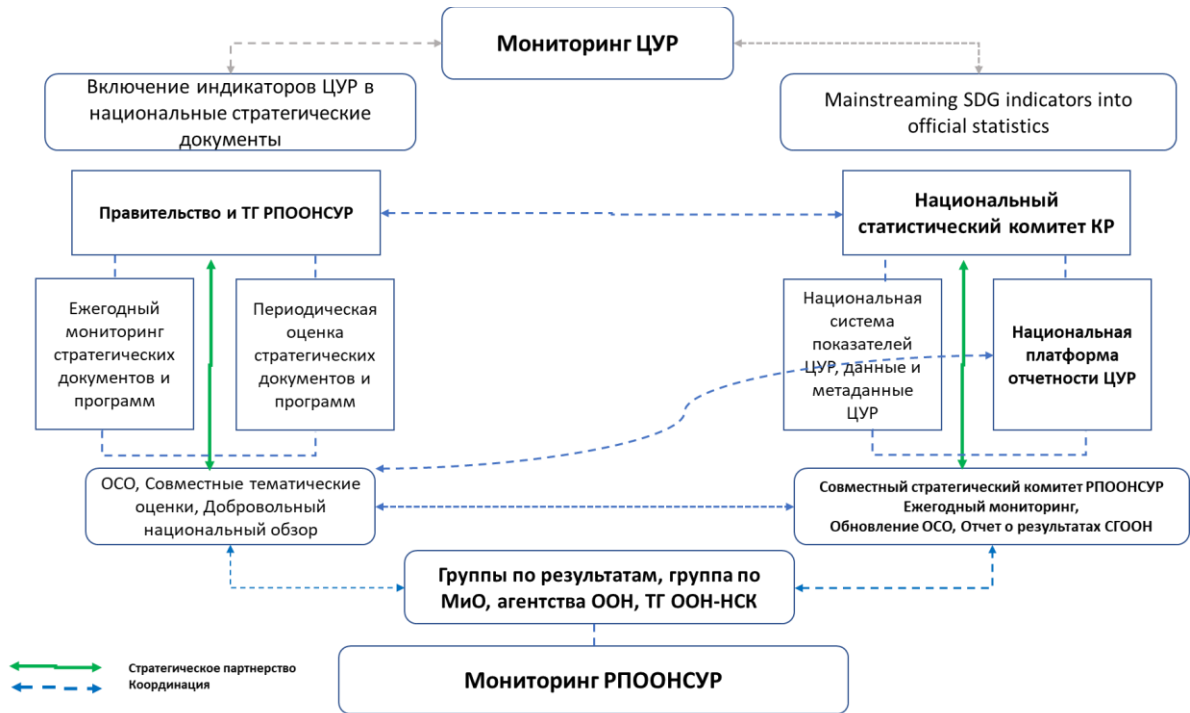 Мониторинг ЦУР
Включение индикаторов ЦУР в
национальные стратегические
документы
Mainstreaming SDG indicators into
official statistics
Правительство и ТГ РПООНСУР
Национальный
статистический комитет КР
Ежегодный
мониторинг
стратегических
документов и
программ
Периодическая
оценка
стратегических
документов и
программ
Национальная
система
показателей
ЦУР, данные и
метаданные
ЦУР
Национальная
платформа
отчетности ЦУР
ОСО, Совместные тематические
оценки, Добровольный
национальный обзор
Совместный стратегический комитет РПООНСУР
Ежегодный мониторинг,
Обновление ОСО, Отчет о результатах СГООН
Группы по результатам, группа по
МиО, агентства ООН, ТГ ООН-НСК
Стратегическое партнерство
Координация
Мониторинг РПООНСУР